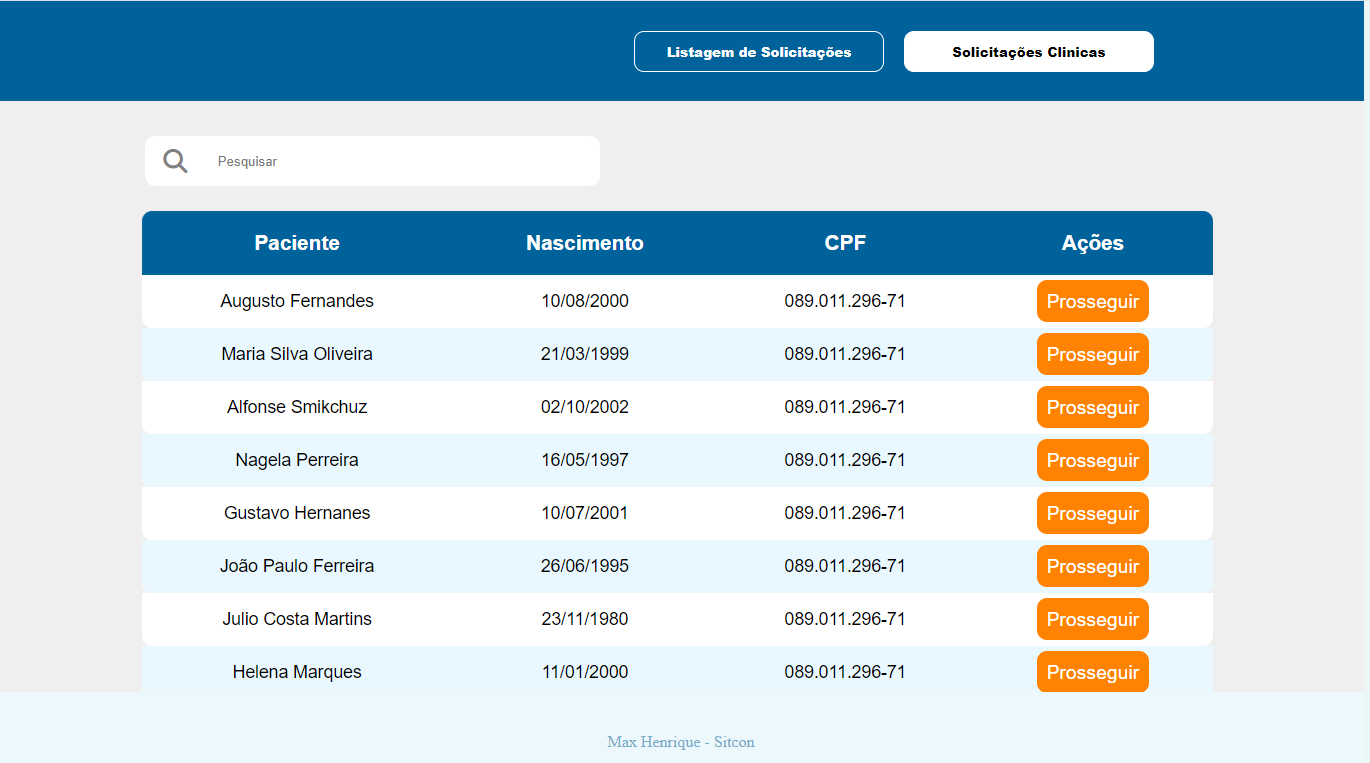 Listagem de Solicitações Solicitações Clinicas
Pesquisar
Paciente Nascimento CPF Ações
Augusto Fernandes 10/08/2000 089.011.296-71 Prosseguir
Maria Silva Oliveira 21/03/1999 089.011.296-71 Prosseguir
Alfonse Smikchuz 02/10/2002 089.011.296-71 Prosseguir
Nagela Perreira 16/05/1997 089.011.296-71 Prosseguir
Gustavo Hernanes 10/07/2001 089.011.296-71 Prosseguir
João Paulo Ferreira 26/06/1995 089.011.296-71 Prosseguir
Julio Costa Martins 23/11/1980 089.011.296-71 Prosseguir
Helena Marques 11/01/2000 089.011.296-71 Prosseguir
Max Henrique - Sitcon